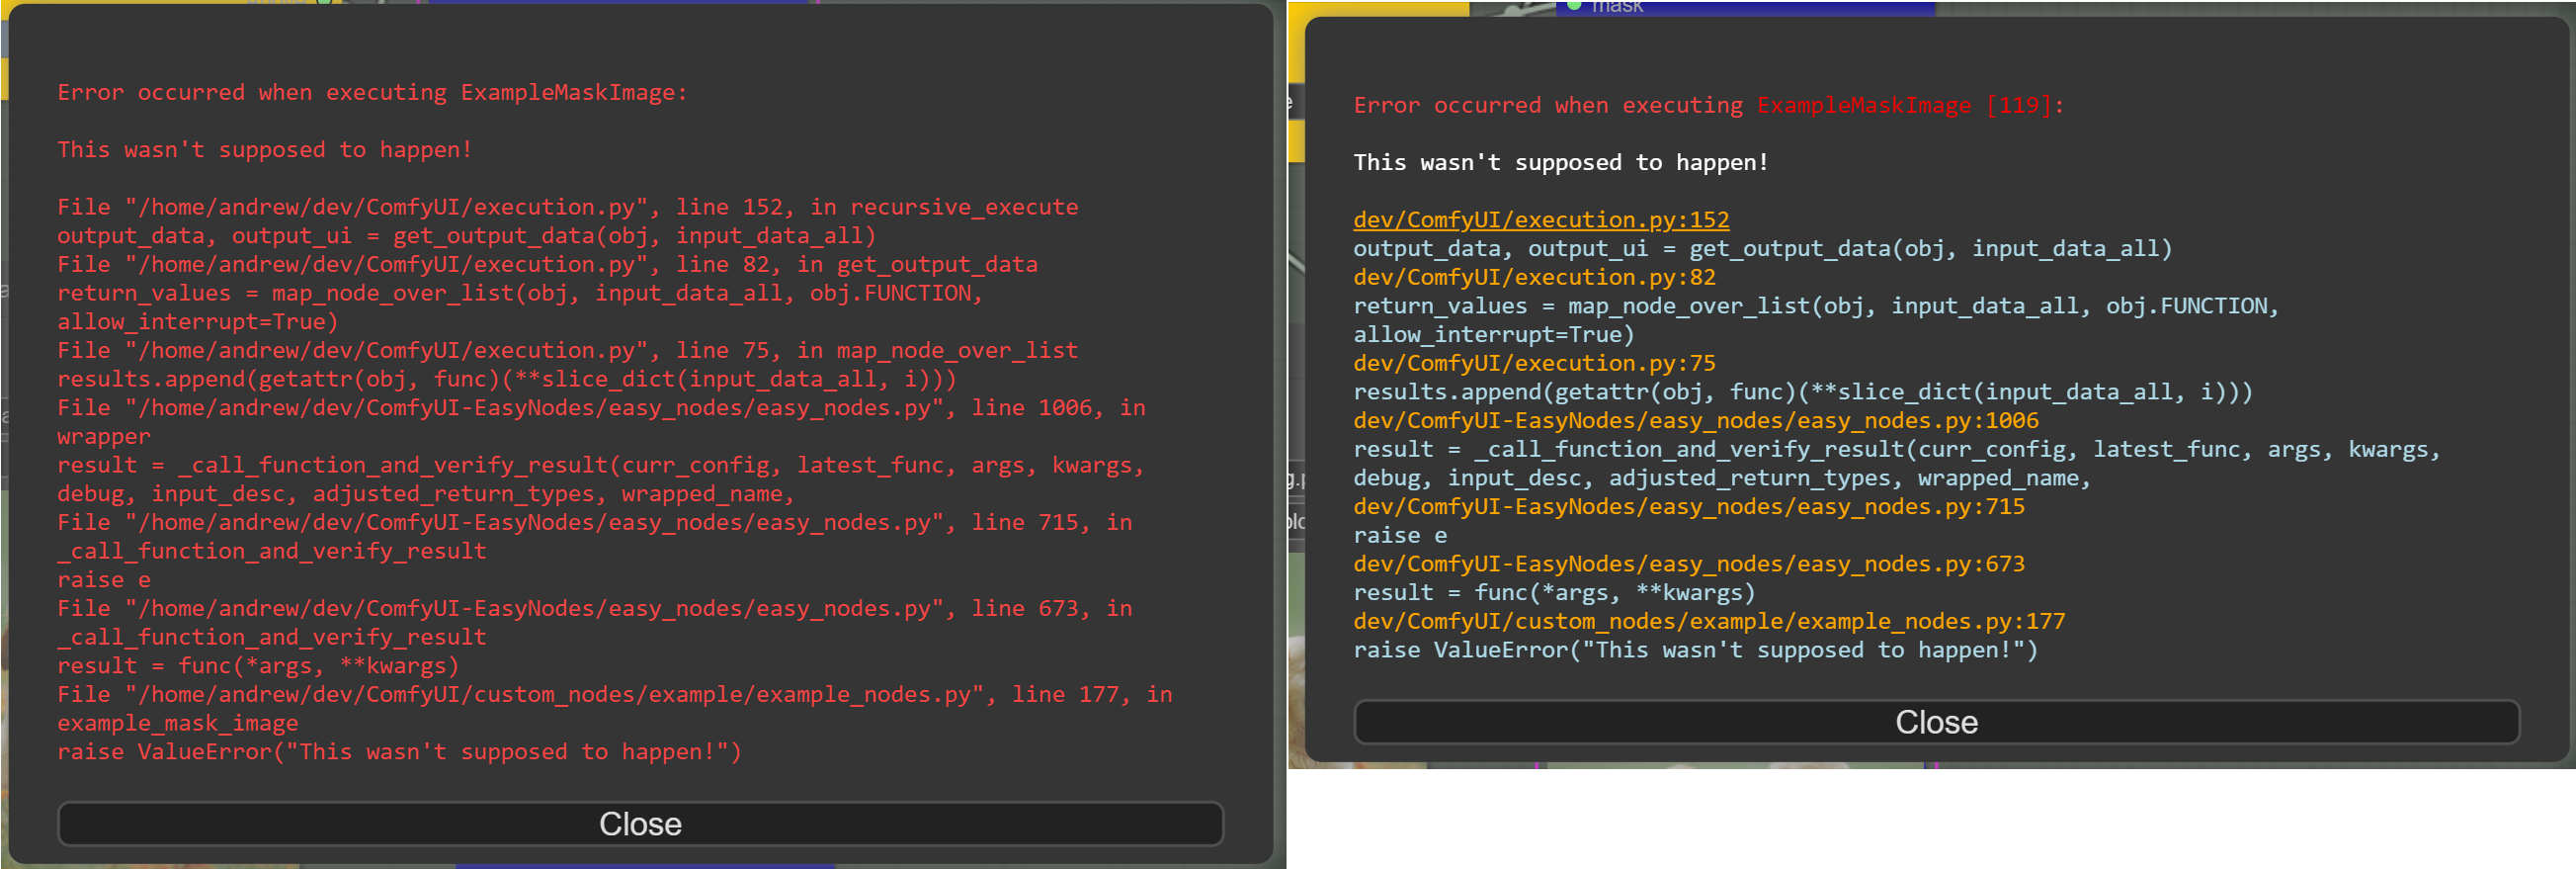 Error occurred when executing ExampleMaskImage:
This wasn't supposed to happen!
File "/home/andrew/dev/ComfyUI/execution.py", line 152, in recursive_execute
output_data, output_ui = get_output_data(obj, input_data_all)
File "/home/andrew/dev/ComfyUI/execution.py", line 82, in get_output_data
return_values = map_node_over_list(obj, input_data_all, obj.FUNCTION,
allow_interrupt=True)
File "/home/andrew/dev/ComfyUI/execution.py", line 75, in map_node_over_list
results.append(getattr(obj, func)(**slice_dict(input_data_all, i)))
File "/home/andrew/dev/ComfyUI-EasyNodes/easy_nodes/easy_nodes.py", line 1006, in
wrapper
result = _call_function_and_verify_result(curr_config, latest_func, args, kwargs,
debug, input_desc, adjusted_return_types, wrapped_name,
File "/home/andrew/dev/ComfyUI-EasyNodes/easy_nodes/easy_nodes.py", line 715, in
_call_function_and_verify_result
raise e
File "/home/andrew/dev/ComfyUI-EasyNodes/easy_nodes/easy_nodes.py", line 673, in
_call_function_and_verify_result
result = func(*args, **kwargs)
File "/home/andrew/dev/ComfyUI/custom_nodes/example/example_nodes.py", line 177, in
example_mask_image
raise ValueError("This wasn't supposed to happen!")
Close
mask
Error occurred when executing ExampleMaskImage [119]:
This wasn't supposed to happen!
dev/ComfyUI/execution.py:152
output_data, output_ui = get_output_data(obj, input_data_all)
dev/ComfyUI/execution.py:82
return_values = map_node_over_list(obj, input_data_all, obj.FUNCTION,
allow_interrupt=True)
dev/ComfyUI/execution.py:75
results.append(getattr(obj, func)(**slice_dict(input_data_all, i)))
dev/ComfyUI-EasyNodes/easy_nodes/easy_nodes.py:1006
result = _call_function_and_verify_result(curr_config, latest_func, args, kwargs,
debug, input_desc, adjusted_return_types, wrapped_name,
dev/ComfyUI-EasyNodes/easy_nodes/easy_nodes.py:715
raise e
dev/ComfyUI-EasyNodes/easy_nodes/easy_nodes.py:673
result = func(*args, **kwargs)
dev/ComfyUI/custom_nodes/example/example_nodes.py:177
raise ValueError("This wasn't supposed to happen!")
Close